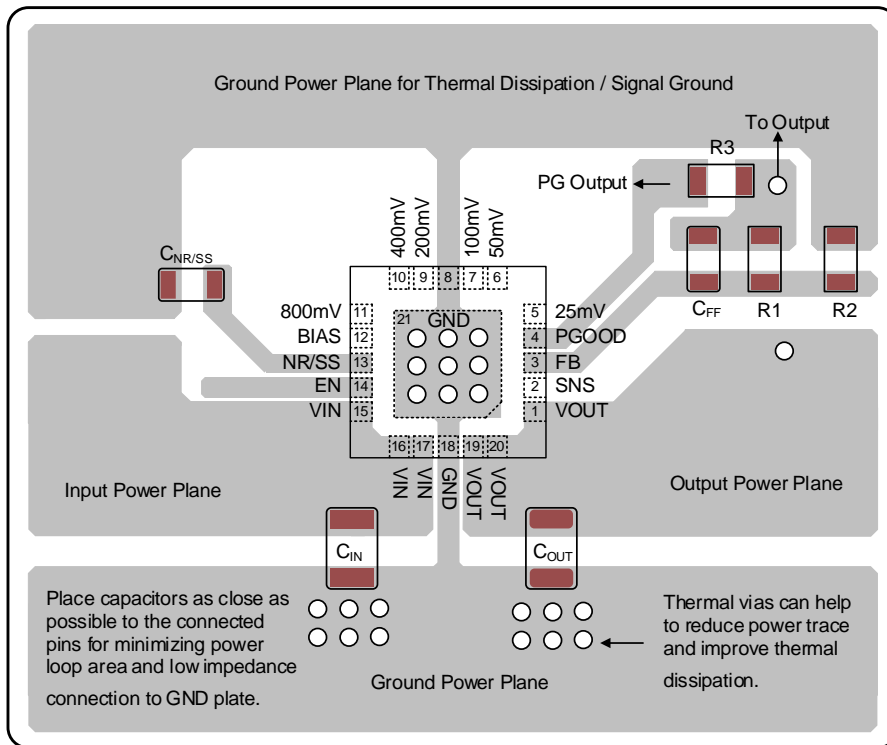 Ground Power Plane for Thermal Dissipation / Signal Ground
To Output
R3
PG Output
400mV
200mV
100mV
50mV
CNR/SS
10
9
8
7
6
800mV
11
21
GND
5
25mV
BIAS
12
4
PGOOD
CFF
R1
R2
NR/SS
13
3
FB
EN
14
2
SNS
VIN
15
1
VOUT
16
17
18
19
20
VIN
VIN
GND
VOUT
VOUT
Input Power Plane
Output Power Plane
CIN
COUT
Place capacitors as close as
possible to the connected
pins for minimizing power
loop area and low impedance
connection to GND plate.
Thermal vias can help
to reduce power trace
and improve thermal
dissipation.
Ground Power Plane